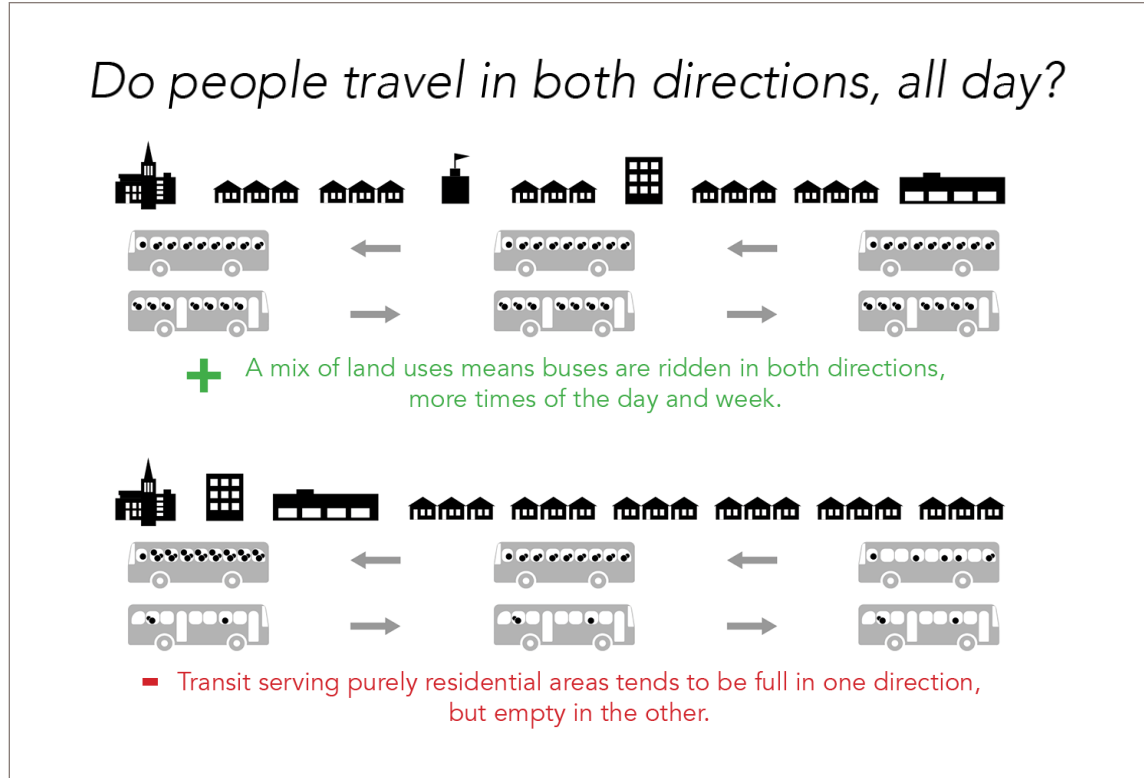 Do people travel in both directions, all day?
+ A mix of land uses means buses are ridden in both directions,
more times of the day and week.
- Transit serving purely residential areas tends to be full in one direction,
but empty in the other.